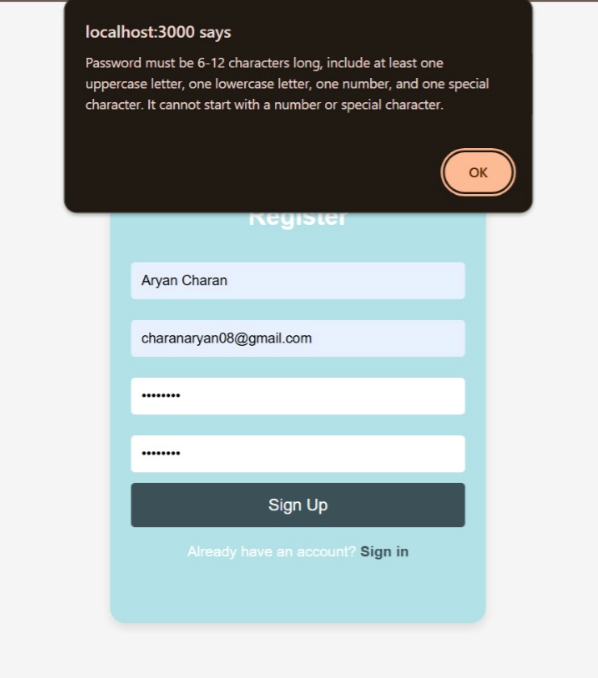 localhost:3000 says
Password must be 6-12 characters long, include at least one
uppercase letter, one lowercase letter, one number, and one special
character. It cannot start with a number or special character.
OK
Register
Aryan Charan
charanaryan08@gmail.com
••••••••
••••••••
Sign Up
Already have an account? Sign in